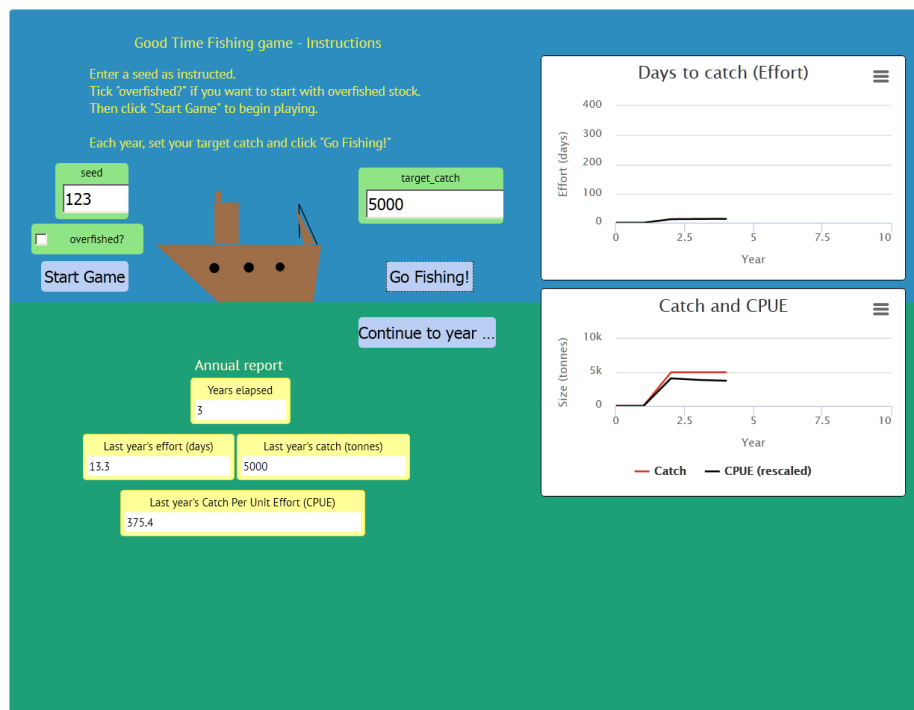 Good Time Fishing game - Instructions
Enter a seed as instructed.
Tick "overfished?" if you want to start with overfished stock.
Then click "Start Game" to begin playing.
Each year, set your target catch and click "Go Fishing!"
seed
123
overfished?
Start Game
target_catch
5000
Go Fishing!
Continue to year ...
Annual report
Years elapsed
3
Last year's effort (days)
13.3
Last year's catch (tonnes)
5000
Last year's Catch Per Unit Effort (CPUE)
375.4
Days to catch (Effort)
Effort (days)
400
300
200
100
0
0 2.5 5 7.5 10
Year
Catch and CPUE
Size (tonnes)
10k
5k
0
0 2.5 5 7.5 10
Year
Catch CPUE (rescaled)